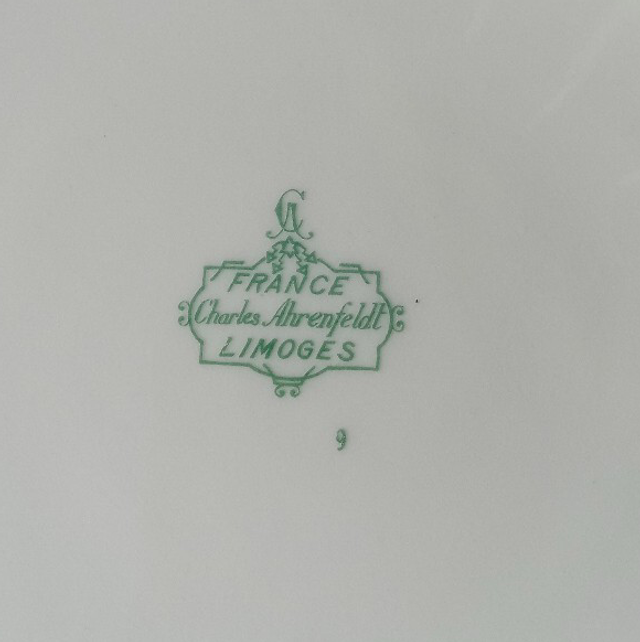 CA
FRANCE
Charles Ahrenfeldt
LIMOGES
9